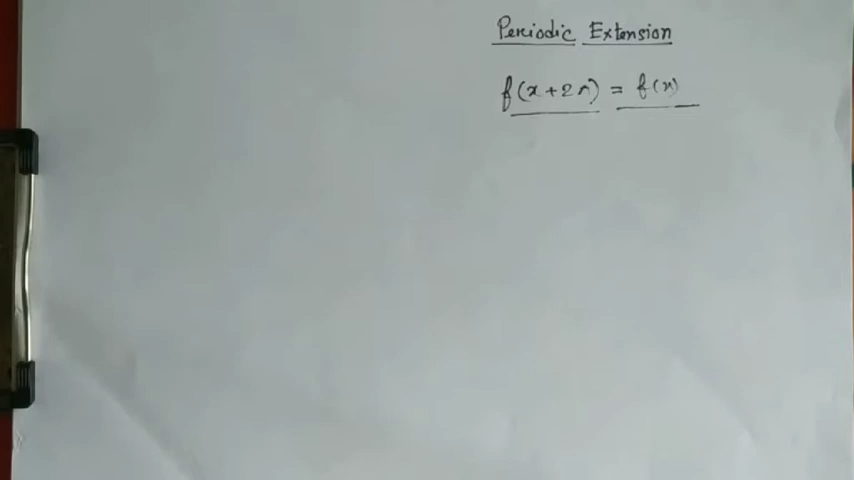 Periodic Extension
f(x+2π) = f(x)